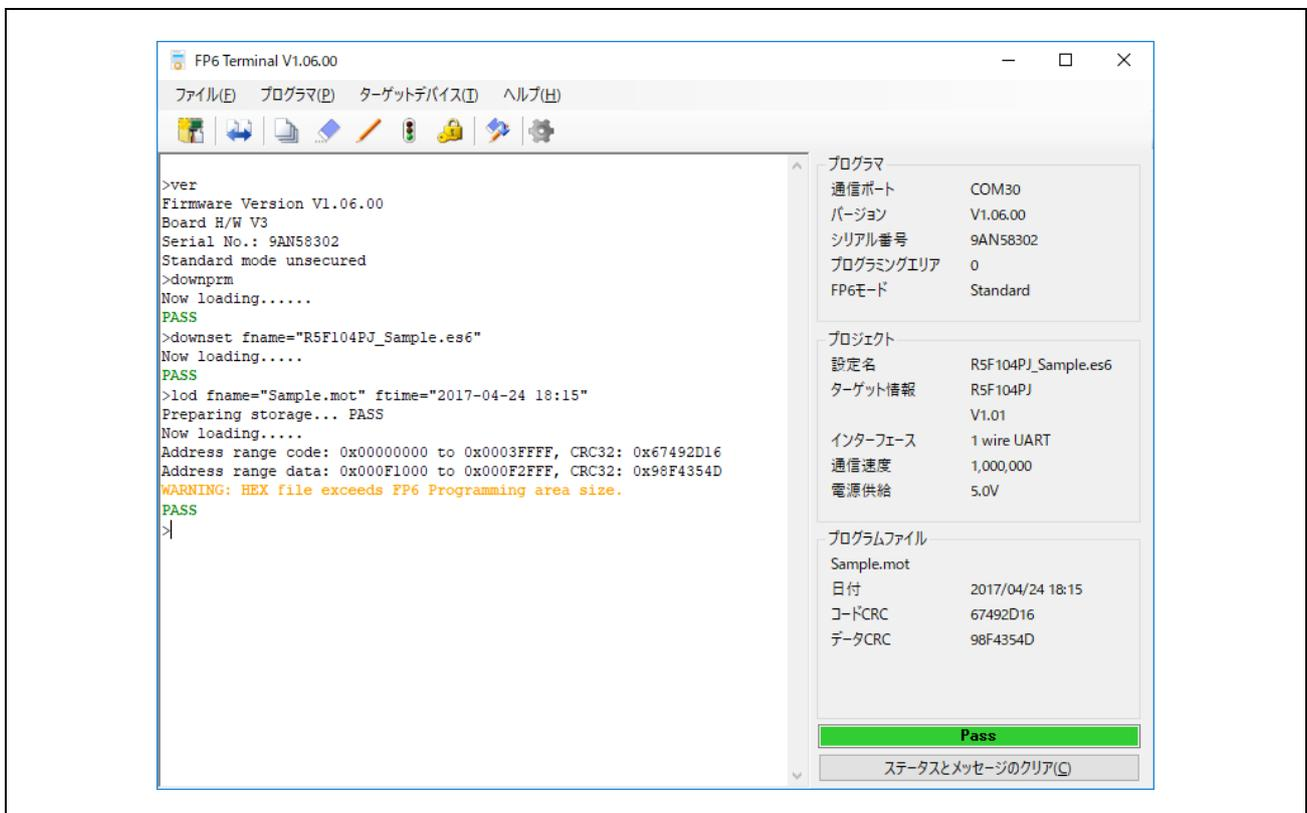 FP6 Terminal V1.06.00
ファイル(F) プログラマ(P) ターゲットデバイス(T) ヘルプ(H)
>ver
Firmware Version V1.06.00
Board H/W V3
Serial No.: 9AN58302
Standard mode unsecured
>downprm
Now loading......
PASS
>downset fname="R5F104PJ_Sample.es6"
Now loading.....
PASS
>lod fname="Sample.mot" ftime="2017-04-24 18:15"
Preparing storage... PASS
Now loading.....
Address range code: 0x00000000 to 0x0003FFFF, CRC32: 0x67492D16
Address range data: 0x000F1000 to 0x000F2FFF, CRC32: 0x98F4354D
WARNING: HEX file exceeds FP6 Programming area size.
PASS
>
プログラマ
通信ポート COM30
バージョン V1.06.00
シリアル番号 9AN58302
プログラミングエリア 0
FP6モード Standard
プロジェクト
設定名 R5F104PJ_Sample.es6
ターゲット情報 R5F104PJ
V1.01
インターフェース 1 wire UART
通信速度 1,000,000
電源供給 5.0V
プログラムファイル
Sample.mot
日付 2017/04/24 18:15
コードCRC 67492D16
データCRC 98F4354D
Pass
ステータスとメッセージのクリア(C)